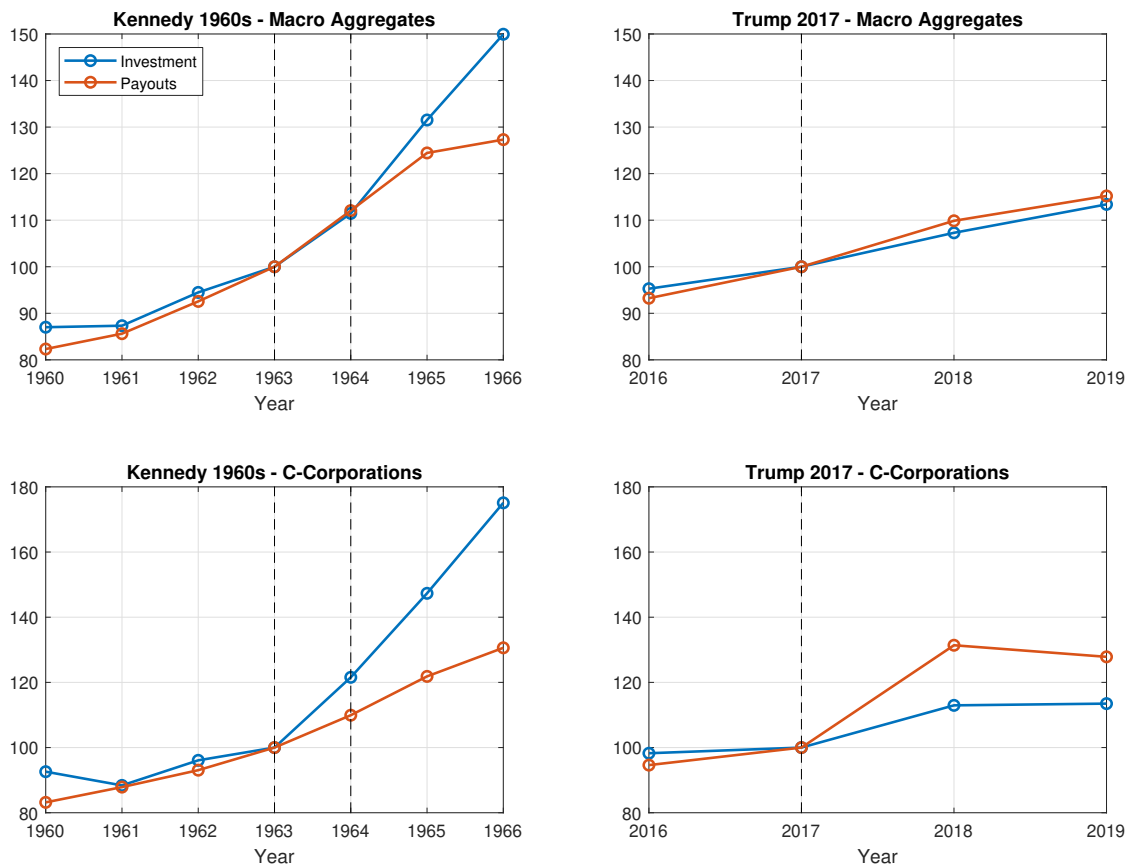 Kennedy 1960s - Macro Aggregates
150
140
130
120
110
100
90
80
Investment
Payouts
1960 1961 1962 1963 1964 1965 1966
Year
Trump 2017 - Macro Aggregates
150
140
130
120
110
100
90
80
2016 2017 2018 2019
Year
Kennedy 1960s - C-Corporations
180
160
140
120
100
80
1960 1961 1962 1963 1964 1965 1966
Year
Trump 2017 - C-Corporations
180
160
140
120
100
80
2016 2017 2018 2019
Year